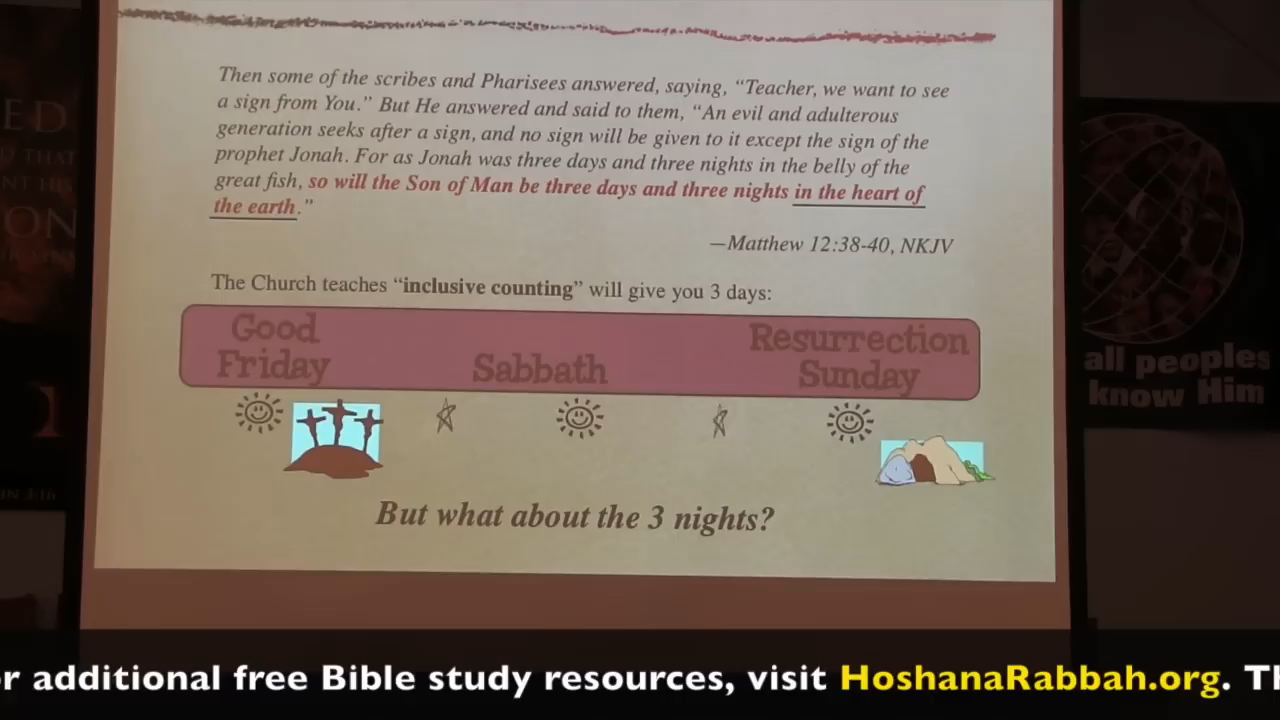 Then some of the scribes and Pharisees answered, saying, “Teacher, we want to see
a sign from You.” But He answered and said to them, “An evil and adulterous
generation seeks after a sign, and no sign will be given to it except the sign of the
prophet Jonah. For as Jonah was three days and three nights in the belly of the
great fish, so will the Son of Man be three days and three nights in the heart of
the earth.”
—Matthew 12:38-40, NKJV
The Church teaches “inclusive counting” will give you 3 days:
Good
Friday
Sabbath
Resurrection
Sunday
But what about the 3 nights?
all peoples
know Him
additional free Bible study resources, visit HoshanaRabbah.org.